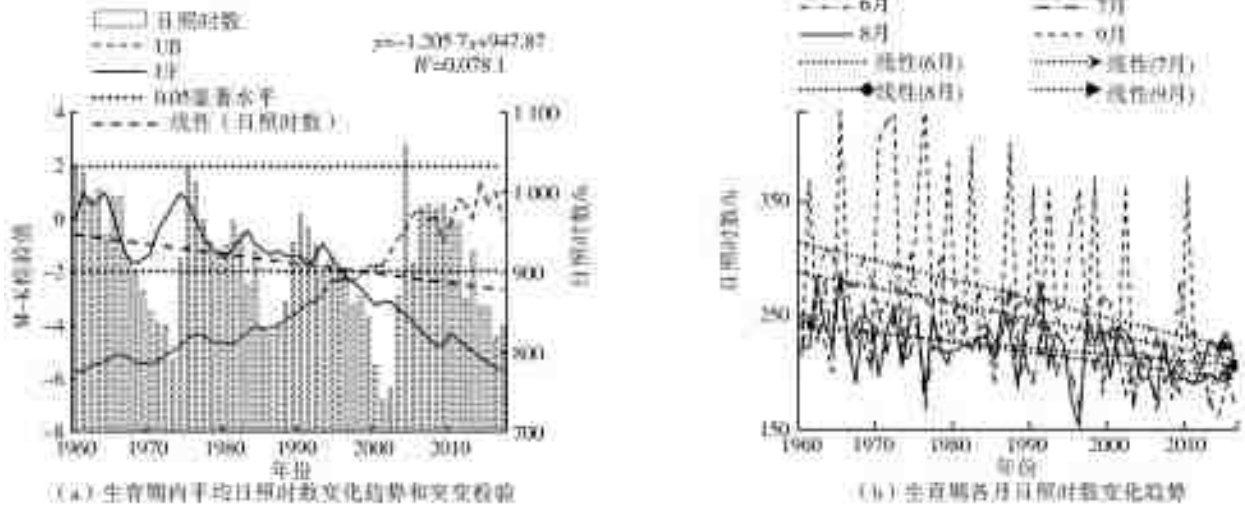 日照时数
UB
UF
0.05显著水平
线性(日照时数)
y=-1.205 7x+947.87
R²=0.078 1
4
2
0
-2
-4
-6
-8
M-K检验值
1 100
1 000
900
800
700
日照时数/h
1960
1970
1980
1990
2000
2010
年份
(a)生育期内平均日照时数变化趋势和突变检验
6月
7月
8月
9月
线性(6月)
线性(7月)
线性(8月)
线性(9月)
350
250
150
日照时数/h
1960
1970
1980
1990
2000
2010
年份
(b)生育期各月日照时数变化趋势